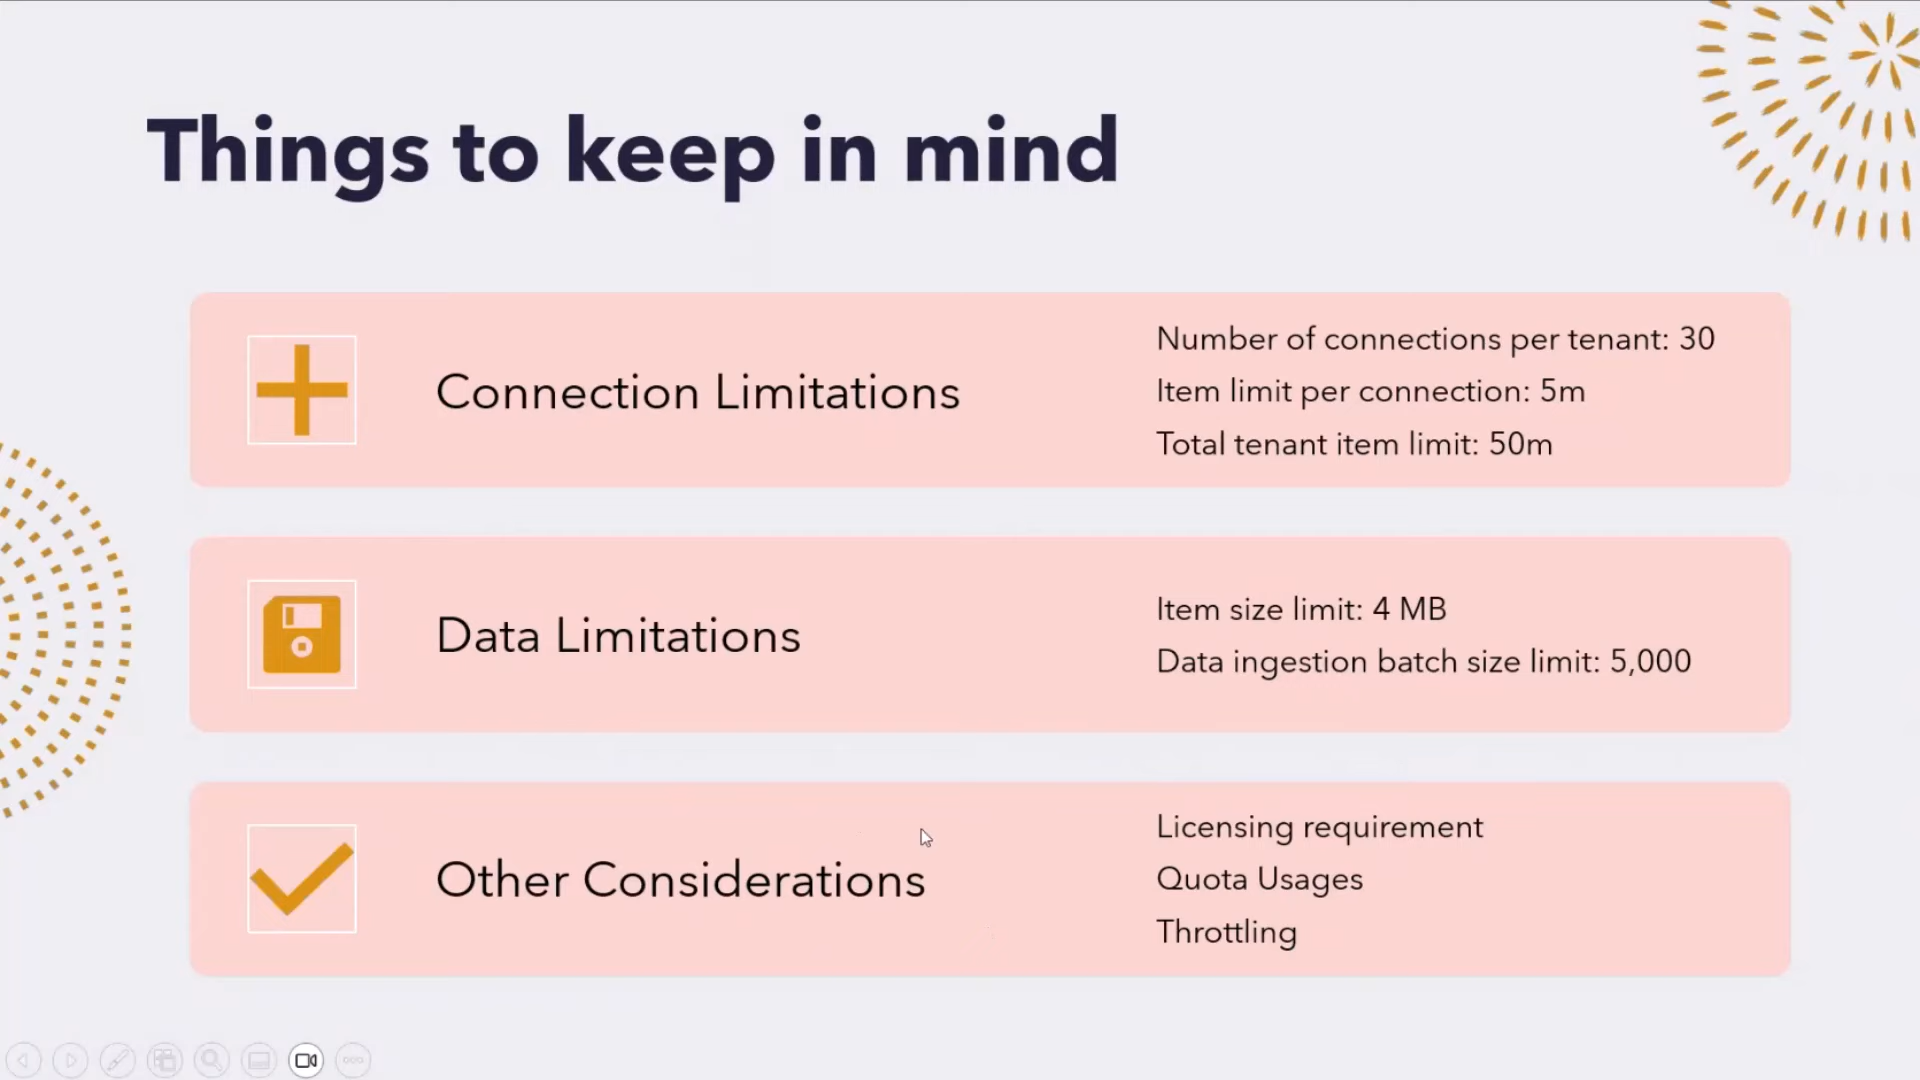 Things to keep in mind
Connection Limitations
Number of connections per tenant: 30
Item limit per connection: 5m
Total tenant item limit: 50m
Data Limitations
Item size limit: 4 MB
Data ingestion batch size limit: 5,000
Other Considerations
Licensing requirement
Quota Usages
Throttling